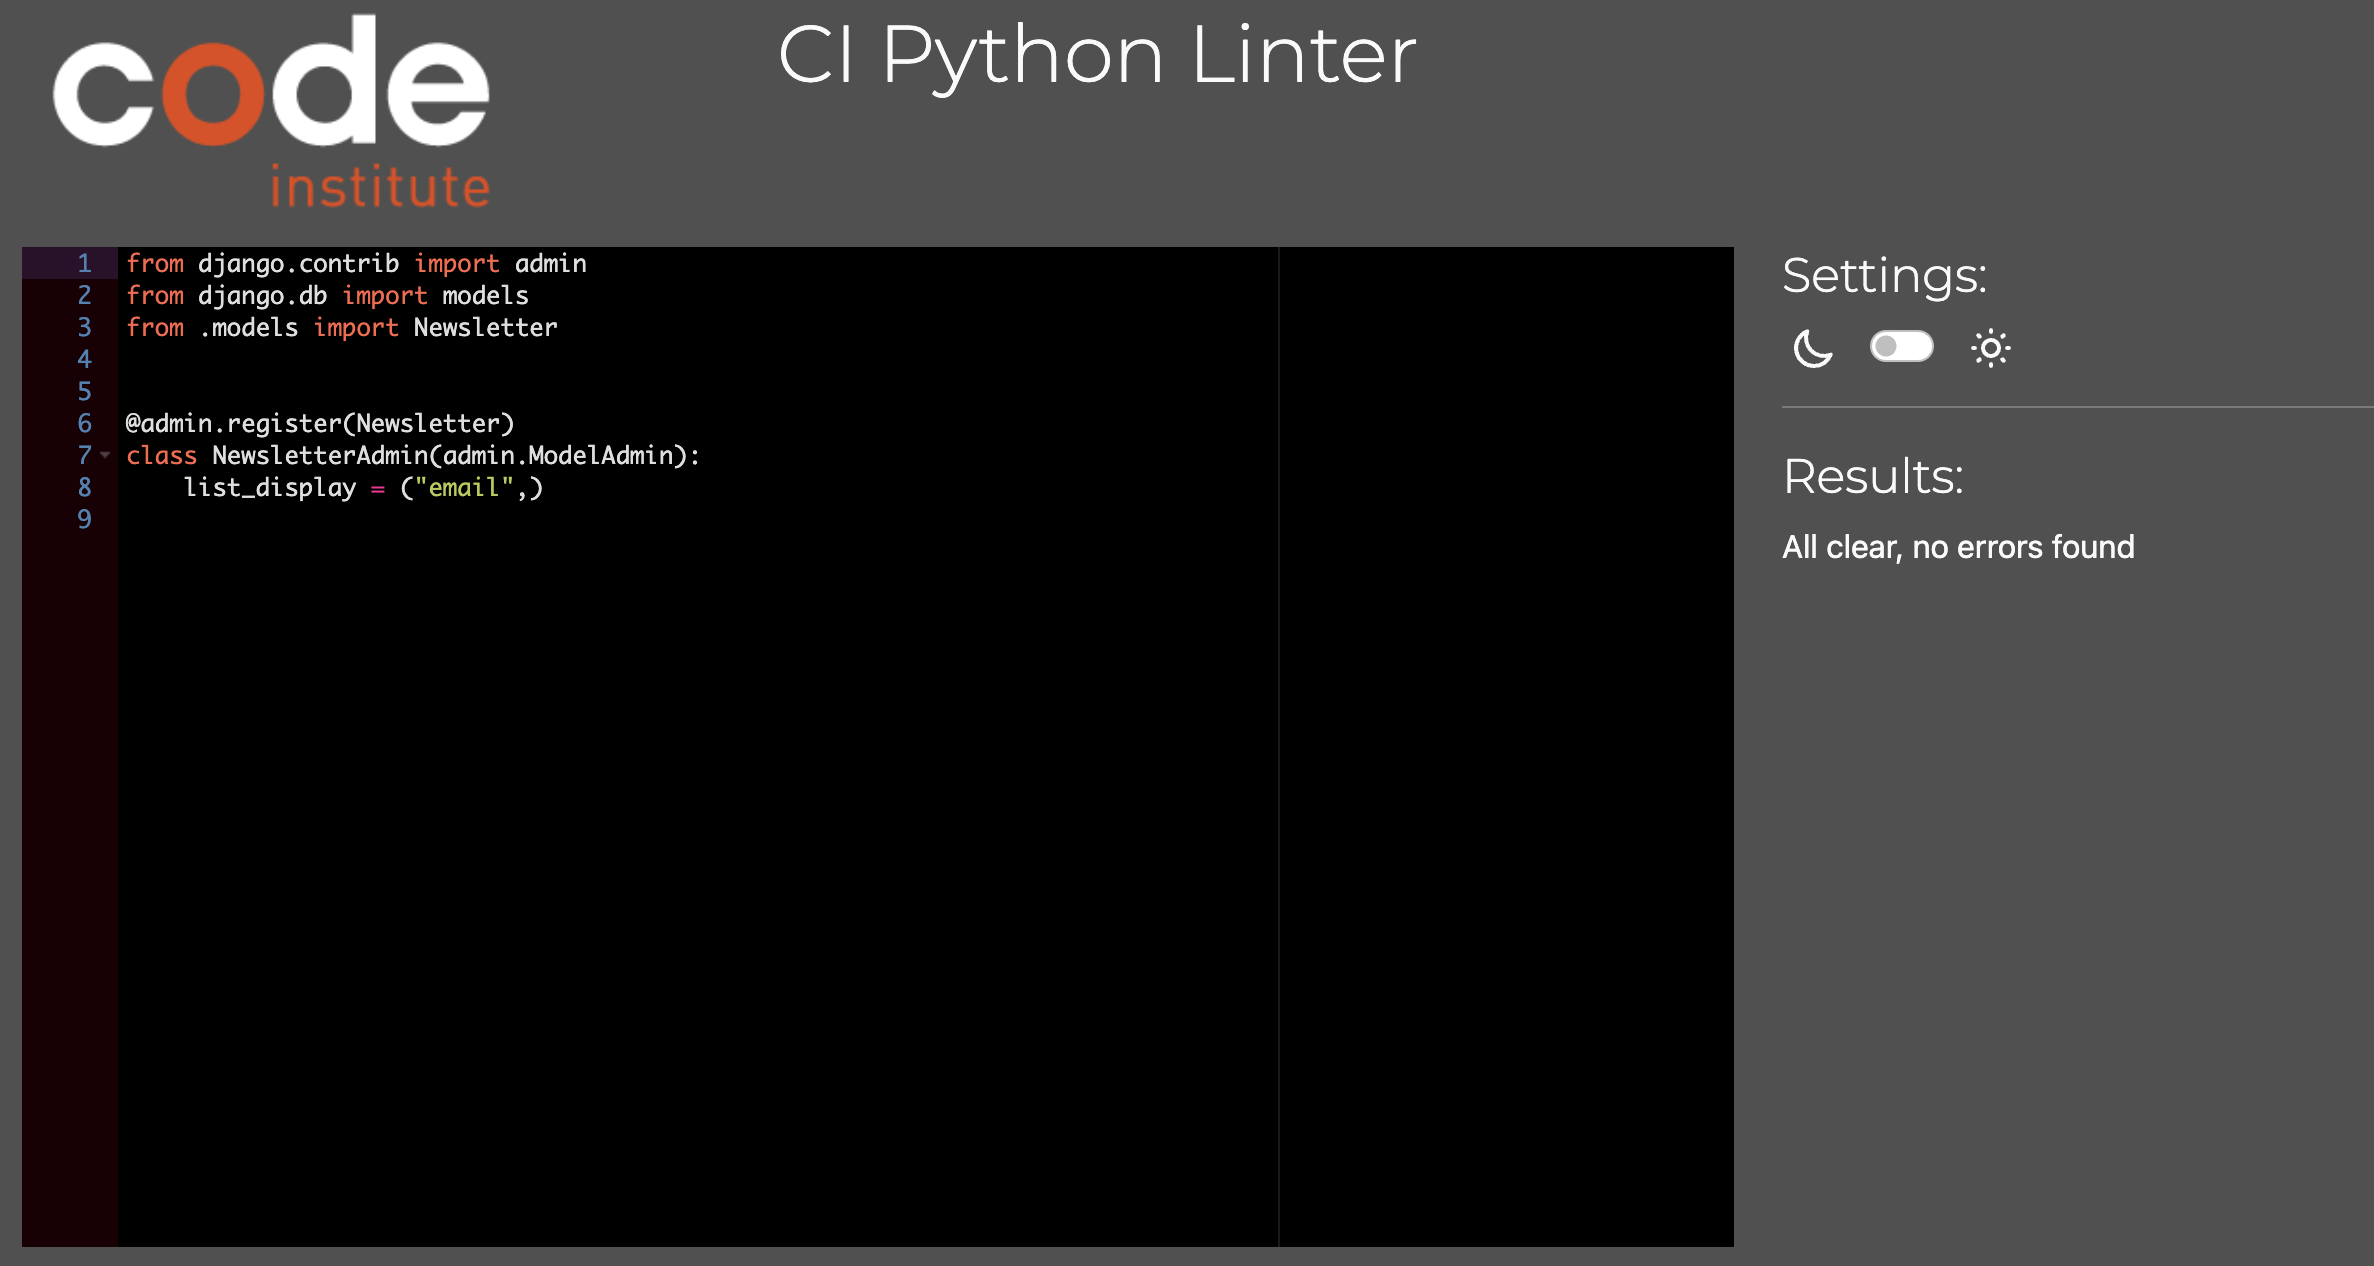 code
institute
CI Python Linter
1 from django.contrib import admin
2 from django.db import models
3 from .models import Newsletter
4
5
6 @admin.register(Newsletter)
7 class NewsletterAdmin(admin.ModelAdmin):
8     list_display = ("email",)
9
Settings:
Results:
All clear, no errors found